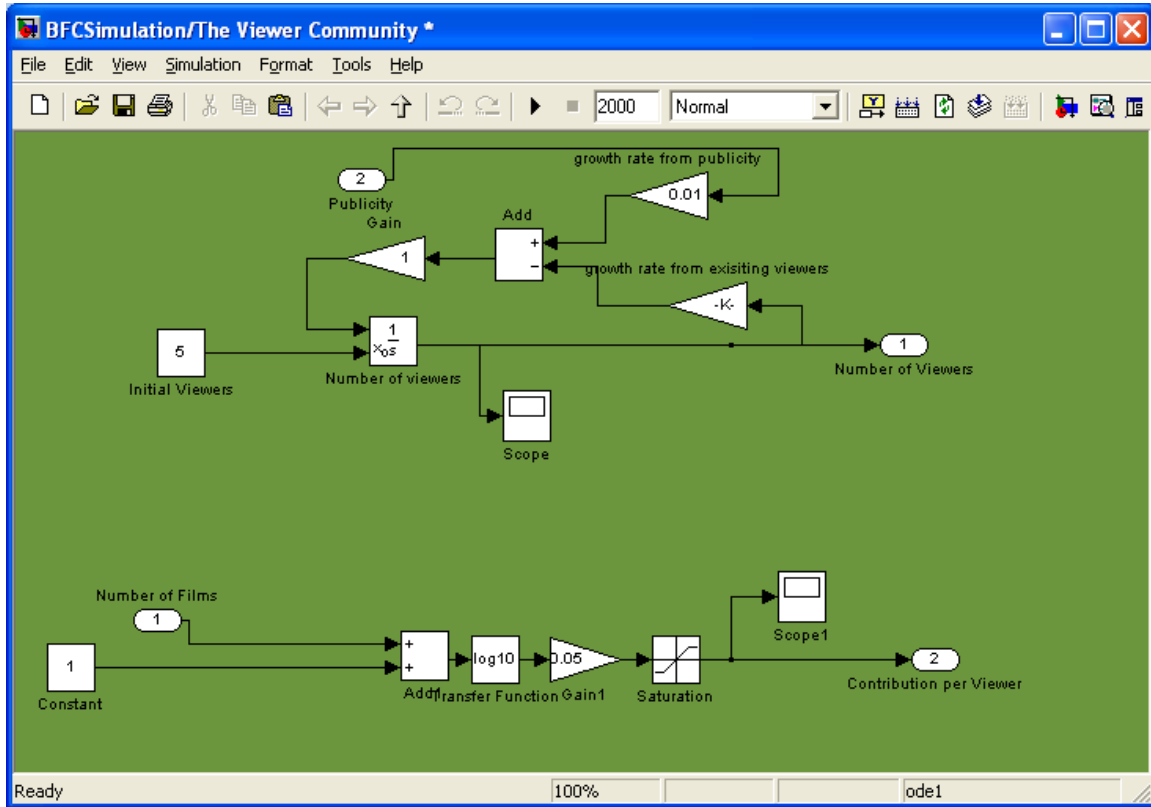 BFCSimulation/The Viewer Community *
File Edit View Simulation Format Tools Help
2000 Normal
growth rate from publicity
2
0.01
Publicity
Gain
Add
+
−
1
growth rate from exisiting viewers
-K-
5
1
xo s
1
Initial Viewers
Number of viewers
Number of Viewers
Scope
Number of Films
1
Scope1
1
+
+
log10
0.05
2
Constant
Add1
Transfer Function
Gain1
Saturation
Contribution per Viewer
Ready 100% ode1